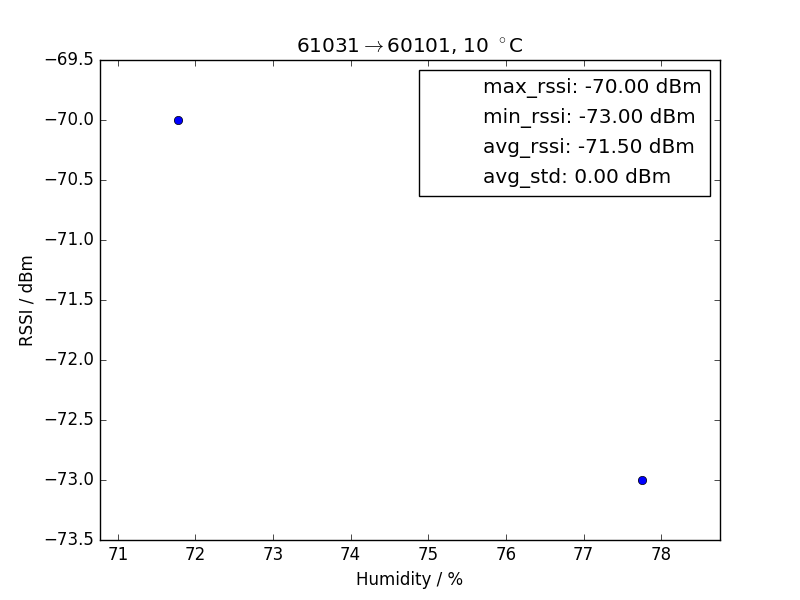 61031→60101, 10 °C
max_rssi: -70.00 dBm
min_rssi: -73.00 dBm
avg_rssi: -71.50 dBm
avg_std: 0.00 dBm
RSSI / dBm
−69.5
−70.0
−70.5
−71.0
−71.5
−72.0
−72.5
−73.0
−73.5
71 72 73 74 75 76 77 78
Humidity / %